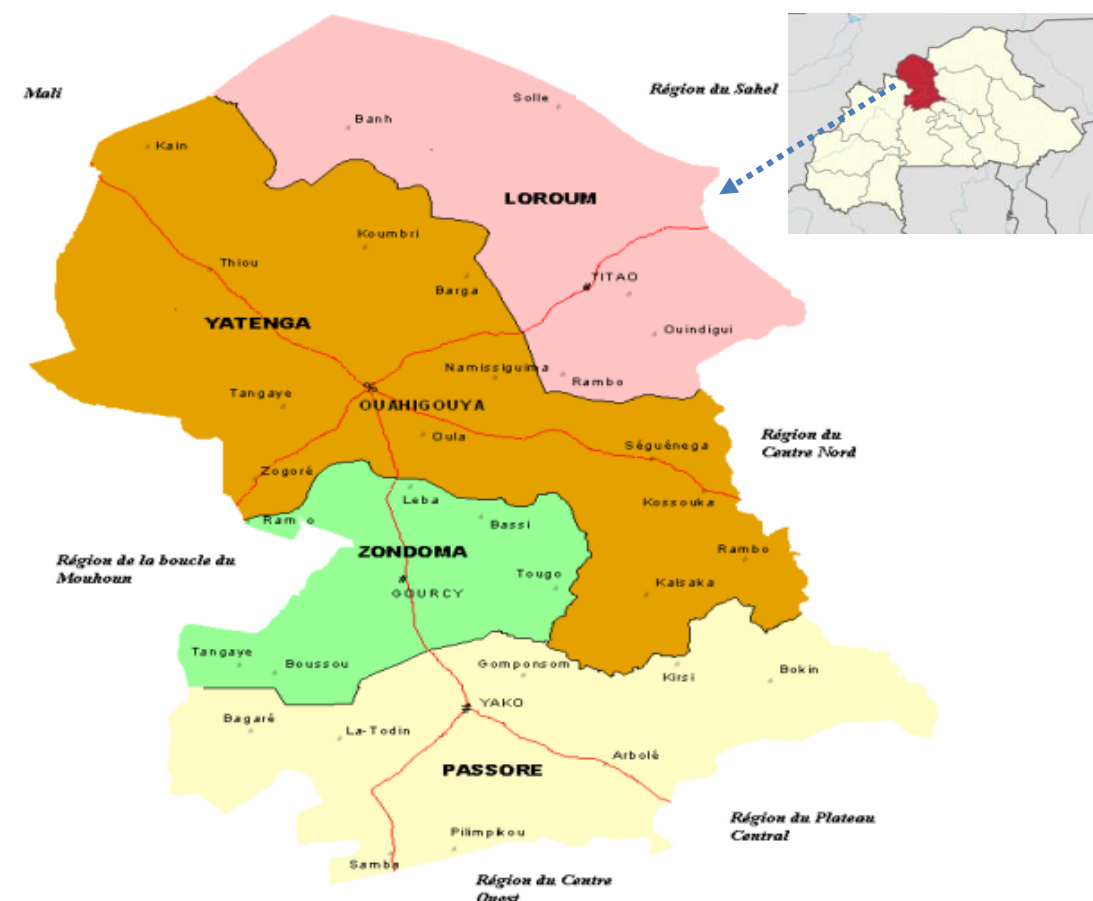 Mali
Solle
Région du Sahel
Banh
Kain
LOROUM
Koumbri
Thiou
TITAO
Barga
YATENGA
Ouindigui
Namissiguima
Rambo
Tangaye
OUAHIGOUYA
Oula
Région du
Centre Nord
Séguénega
Zogoré
Leba
Kossouka
Bassi
Région de la boucle du
Mouhoun
ZONDOMA
Rambo
Tougo
Kalsaka
GOURCY
Tangaye
Boussou
Gomponsom
Kirsi
Bokin
YAKO
Bagaré
La-Todin
Arbolé
PASSORE
Région du Plateau
Central
Pilimpikou
Samba
Région du Centre
Ouest